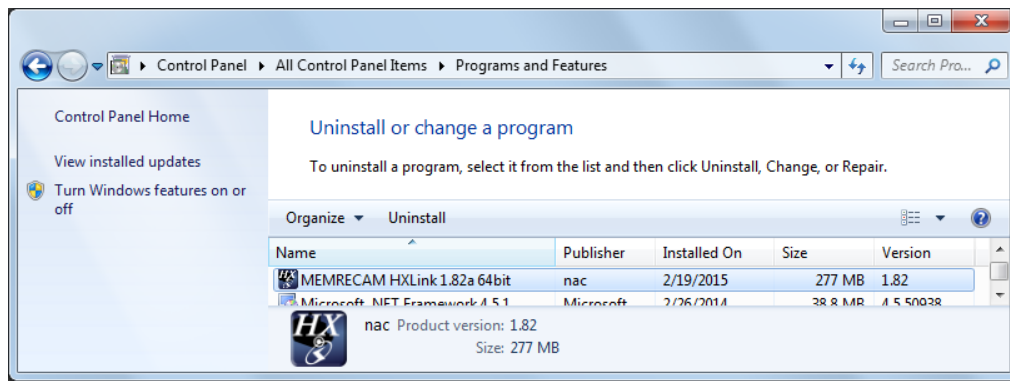 Control Panel ▸ All Control Panel Items ▸ Programs and Features
Search Pro...
Control Panel Home
View installed updates
Turn Windows features on or
off
Uninstall or change a program
To uninstall a program, select it from the list and then click Uninstall, Change, or Repair.
Organize Uninstall
Name Publisher Installed On Size Version
MEMRECAM HXLink 1.82a 64bit nac 2/19/2015 277 MB 1.82
Microsoft .NET Framework 4.5.1 Microsoft 2/26/2014 38.8 MB 4.5.50938
HX
nac Product version: 1.82
Size: 277 MB